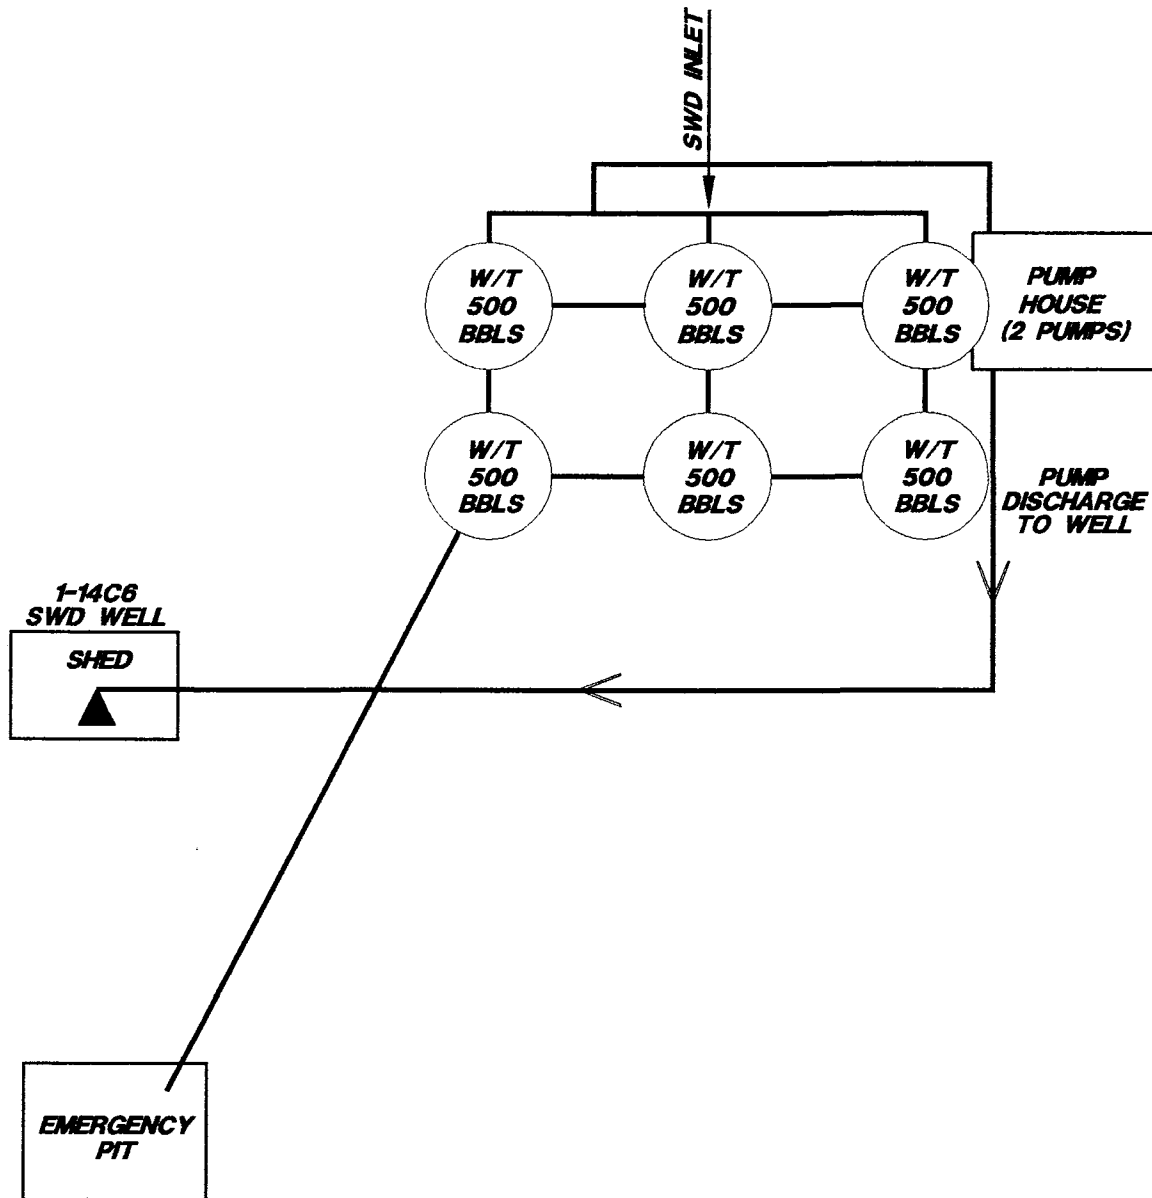 SWD INLET
W/T
500
BBLS
W/T
500
BBLS
W/T
500
BBLS
PUMP
HOUSE
(2 PUMPS)
W/T
500
BBLS
W/T
500
BBLS
W/T
500
BBLS
PUMP
DISCHARGE
TO WELL
1-14C6
SWD WELL
SHED
EMERGENCY
PIT